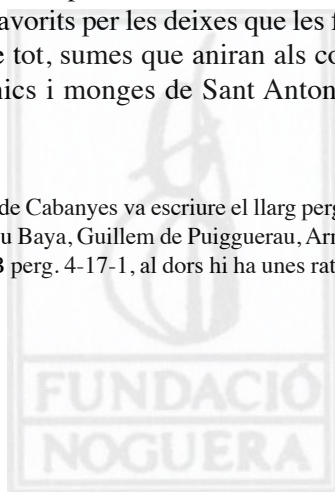 avorits per les deixes que les f
e tot, sumes que aniran als co
nics i monges de Sant Anton
de Cabanyes va escriure el llarg perg
u Baya, Guillem de Puigguerau, Arn
perg. 4-17-1, al dors hi ha unes rat
FUNDACIÓ
NOGUERA